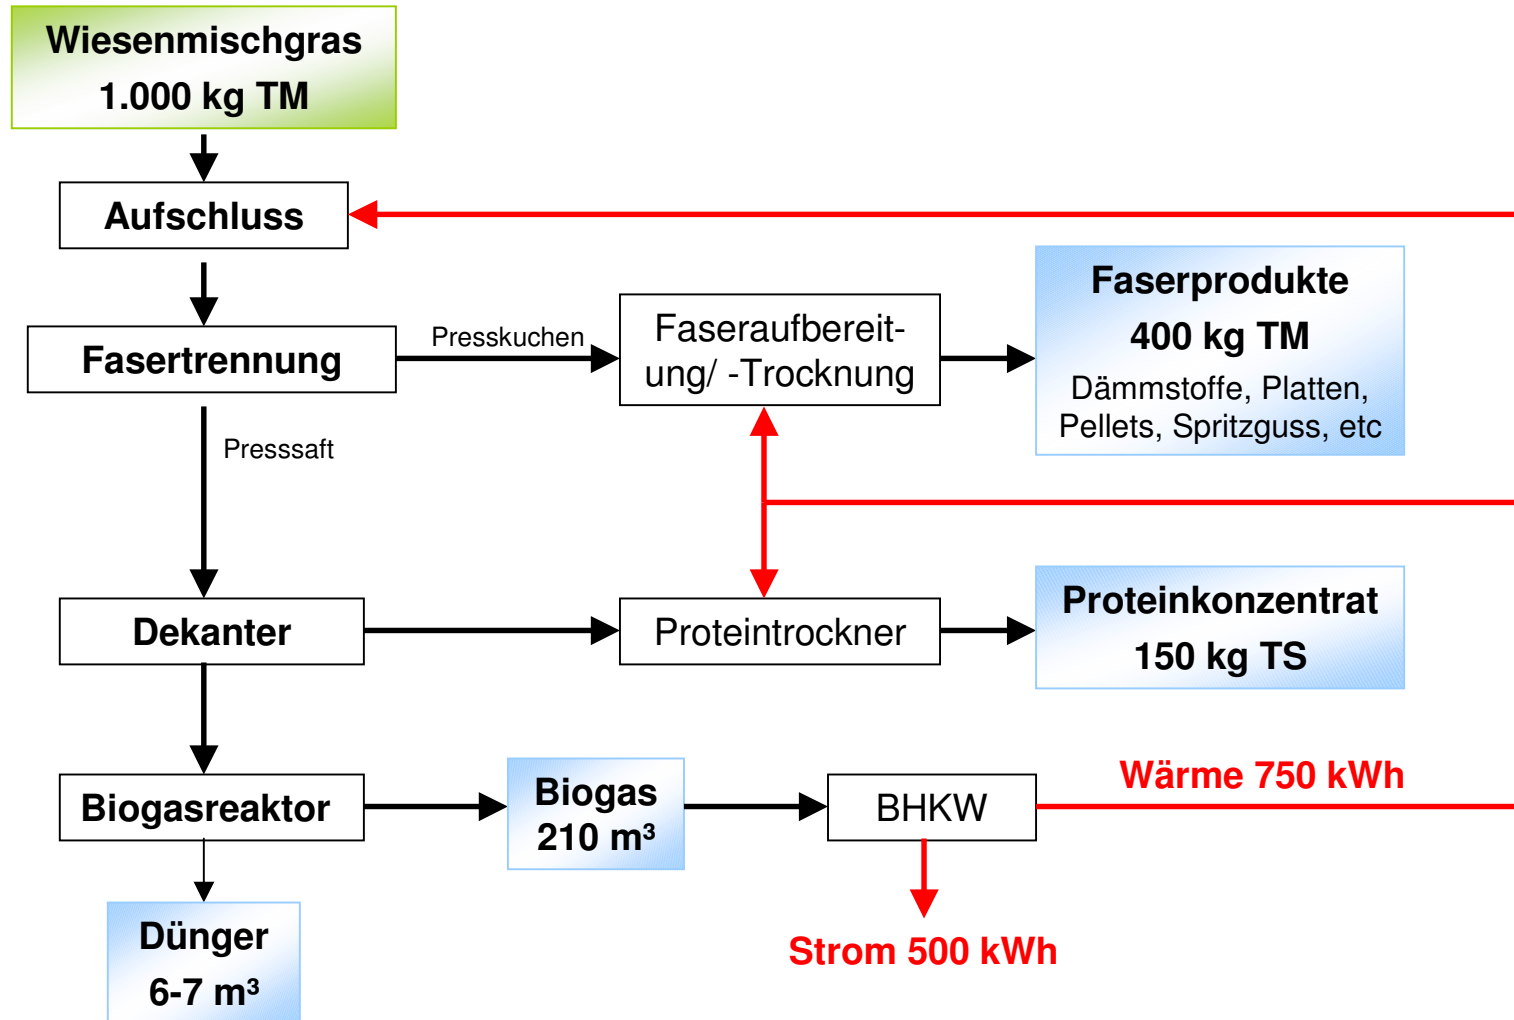 Wiesenmischgras
1.000 kg TM
Aufschluss
Fasertrennung
Presskuchen
Faseraufbereit-
ung/ -Trocknung
Faserprodukte
400 kg TM
Dämmstoffe, Platten,
Pellets, Spritzguss, etc
Presssaft
Dekanter
Proteintrockner
Proteinkonzentrat
150 kg TS
Biogasreaktor
Biogas
210 m³
BHKW
Wärme 750 kWh
Strom 500 kWh
Dünger
6-7 m³